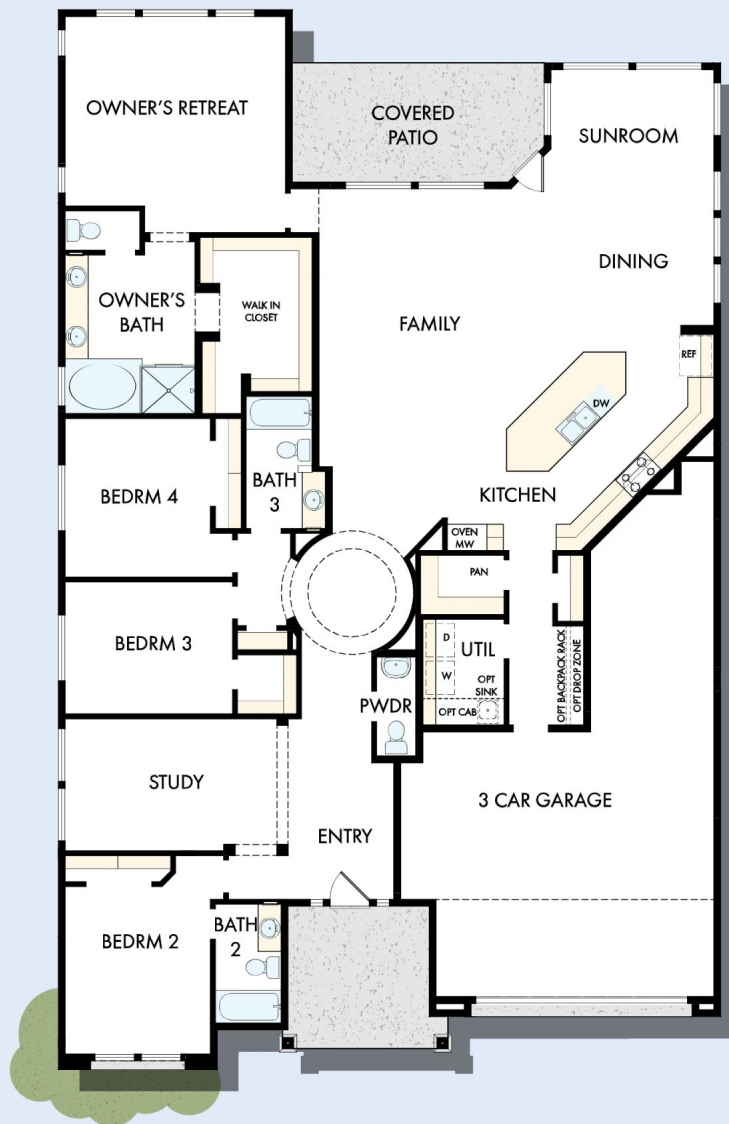 OWNER'S RETREAT
COVERED
PATIO
SUNROOM
DINING
OWNER'S
BATH
WALK IN
CLOSET
FAMILY
REF
DW
BEDRM 4
BATH
3
KITCHEN
OVEN
MW
PAN
BEDRM 3
D
UTIL
W
OPT
SINK
OPT CAB
OPT BACKPACK RACK
OPT DROP ZONE
PWDR
STUDY
3 CAR GARAGE
ENTRY
BEDRM 2
BATH
2